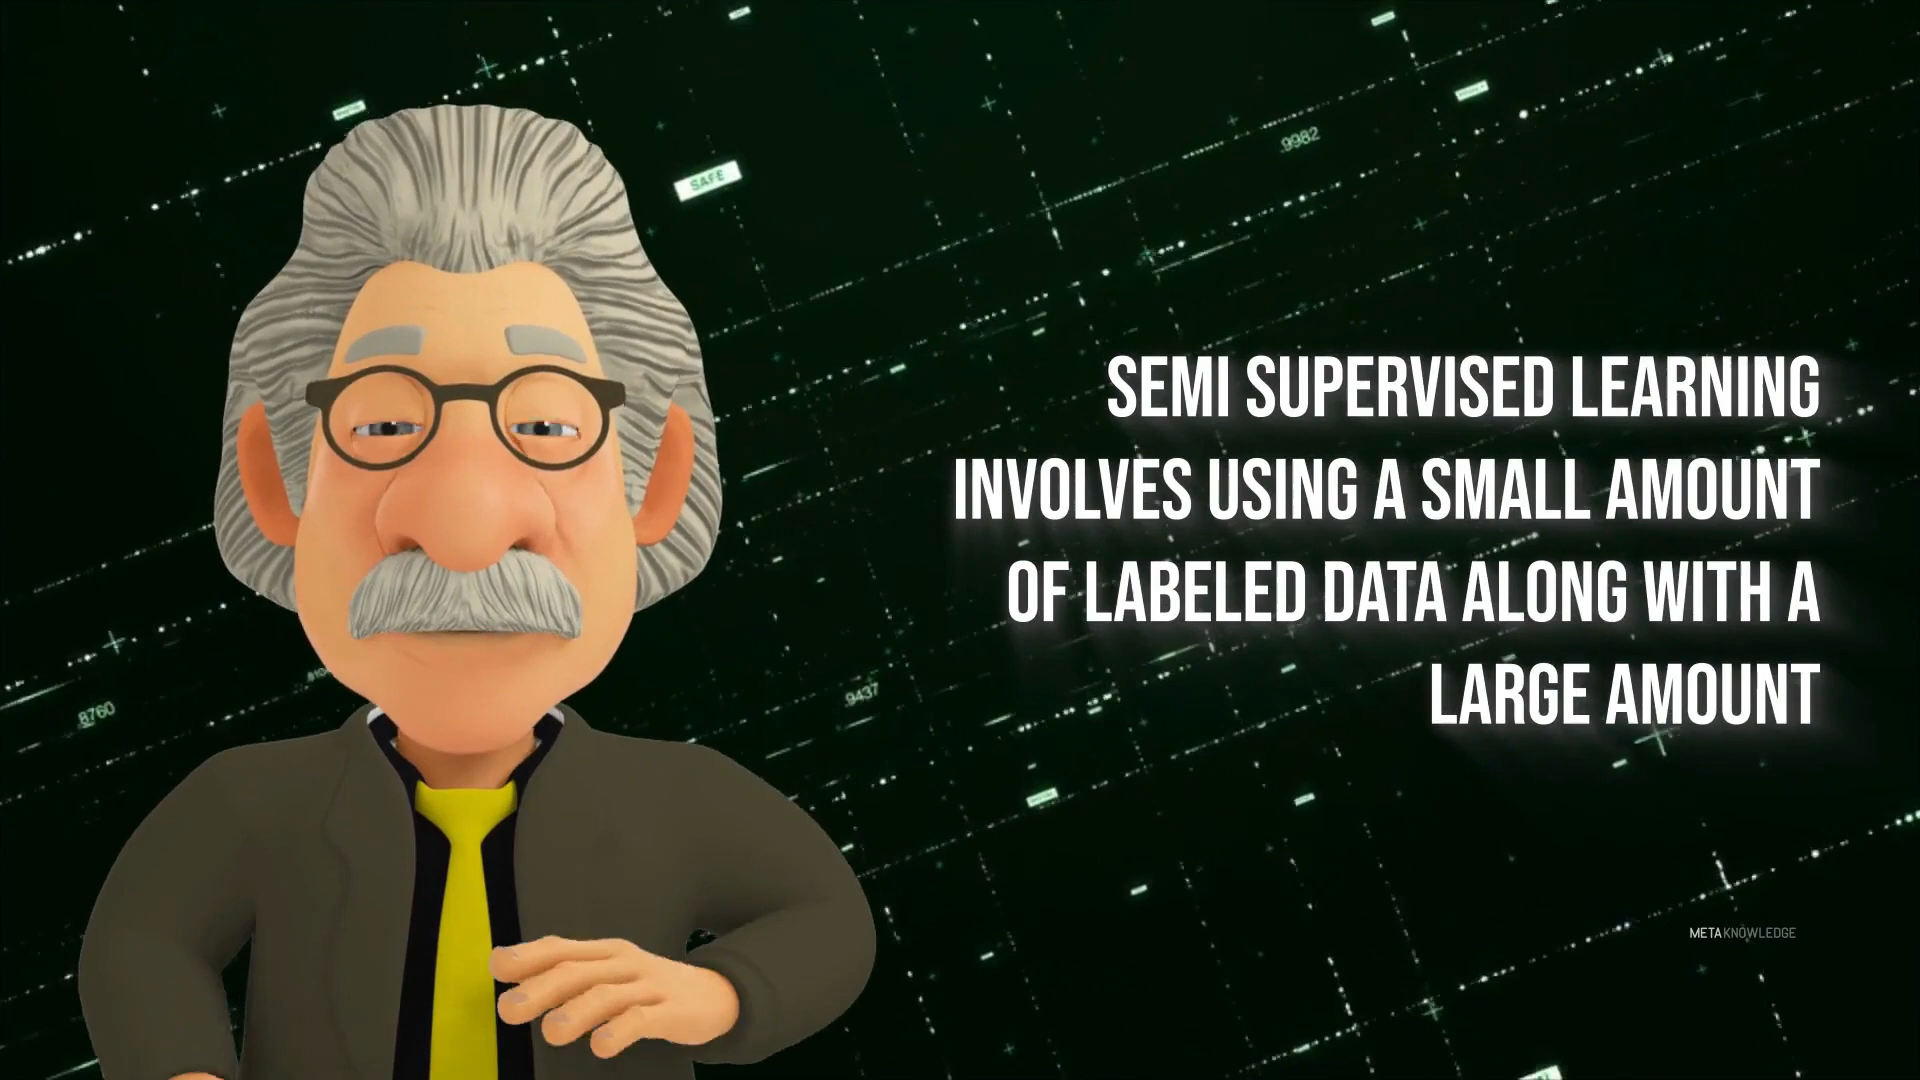 SAFE
9982
SEMI SUPERVISED LEARNING
INVOLVES USING A SMALL AMOUNT
OF LABELED DATA ALONG WITH A
LARGE AMOUNT
9437
8760
METAKNOWLEDGE